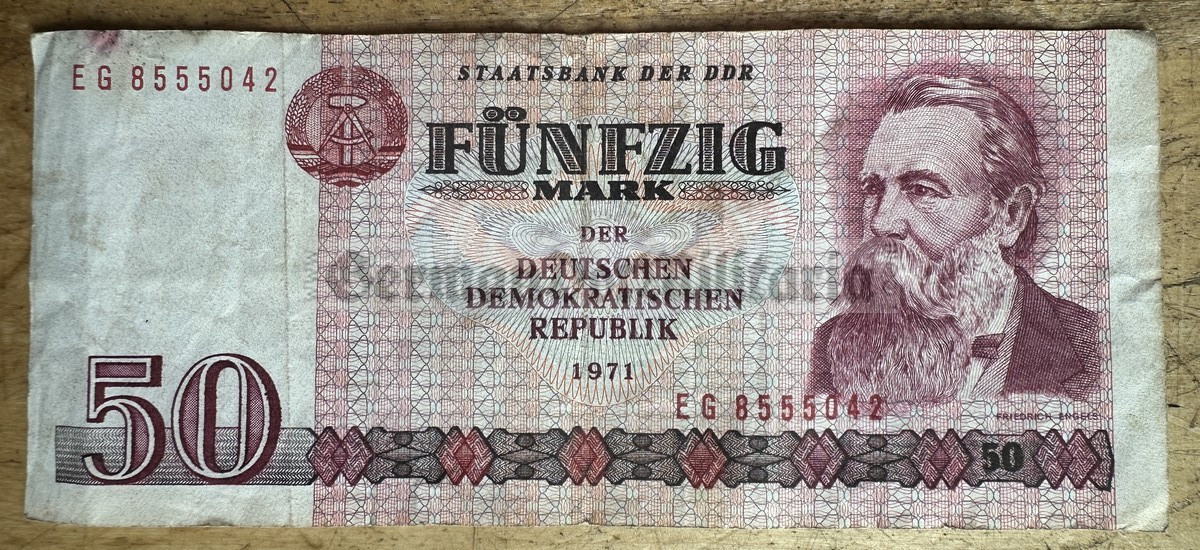 EG 8555042
STAATSBANK DER DDR
FÜNFZIG
MARK
DER
DEUTSCHEN
DEMOKRATISCHEN
REPUBLIK
1971
EG 8555042
FRIEDRICH ENGELS
50
50